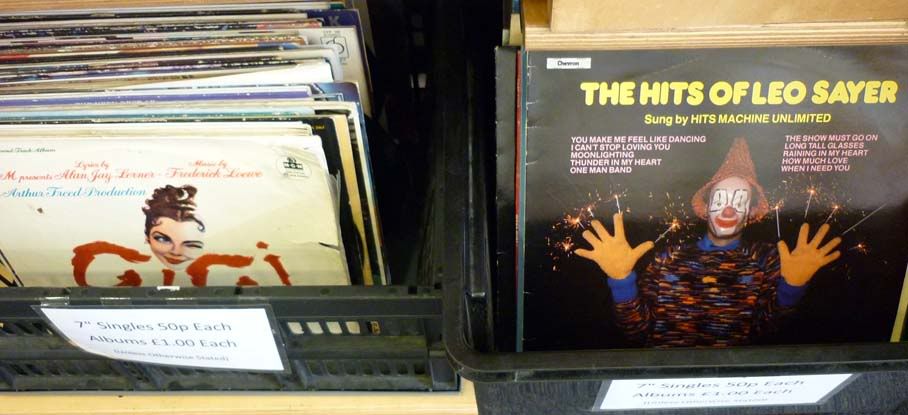 ound Track Album
Lyrics by Music by
M presents Alan Jay Lerner · Frederick Loewe
Arthur Freed Production
GiGi
7" Singles 50p Each
Albums £1.00 Each
(Unless Otherwise Stated)
Chevron
THE HITS OF LEO SAYER
Sung by HITS MACHINE UNLIMITED
YOU MAKE ME FEEL LIKE DANCING
I CAN T STOP LOVING YOU
MOONLIGHTING
THUNDER IN MY HEART
ONE MAN BAND
THE SHOW MUST GO ON
LONG TALL GLASSES
RAINING IN MY HEART
HOW MUCH LOVE
WHEN I NEED YOU
7" Singles 50p Each
Albums £1.00 Each
(Unless Otherwise Stated)